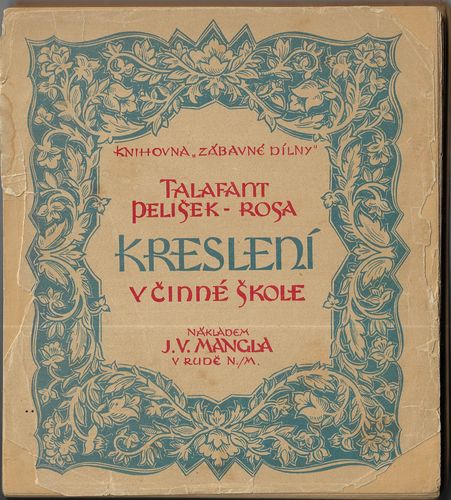 KNIHOVNA „ZÁBAVNÉ DÍLNY"
TALAFANT
PELIŠEK - ROSA
KRESLENÍ
V ČINNÉ ŠKOLE
NÁKLADEM
J. V. MANGLA
V RUDĚ N./M.